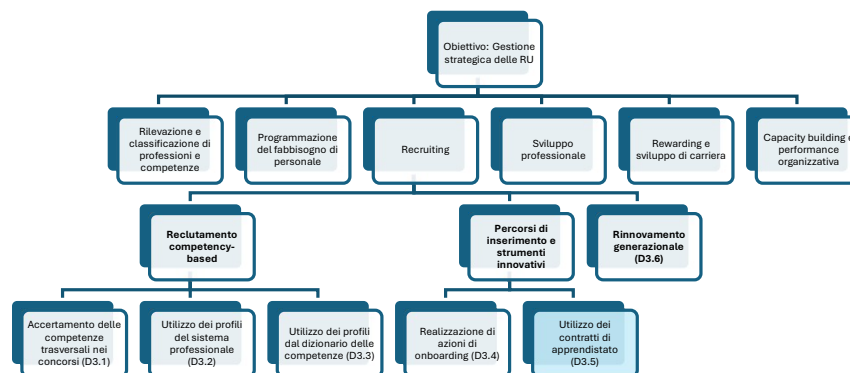 Obiettivo: Gestione
strategica delle RU
Rilevazione e
classificazione di
professioni e
competenze
Programmazione
del fabbisogno di
personale
Recruiting
Sviluppo
professionale
Rewarding e
sviluppo di carriera
Capacity building
performance
organizzativa
Reclutamento
competency-
based
Percorsi di
inserimento e
strumenti
innovativi
Rinnovamento
generazionale
(D3.6)
Accertamento delle
competenze
trasversali nei
concorsi (D3.1)
Utilizzo dei profili
del sistema
professionale (D3.2)
Utilizzo dei profili
dal dizionario delle
competenze (D3.3)
Realizzazione di
azioni di
onboarding (D3.4)
Utilizzo dei
contratti di
apprendistato
(D3.5)